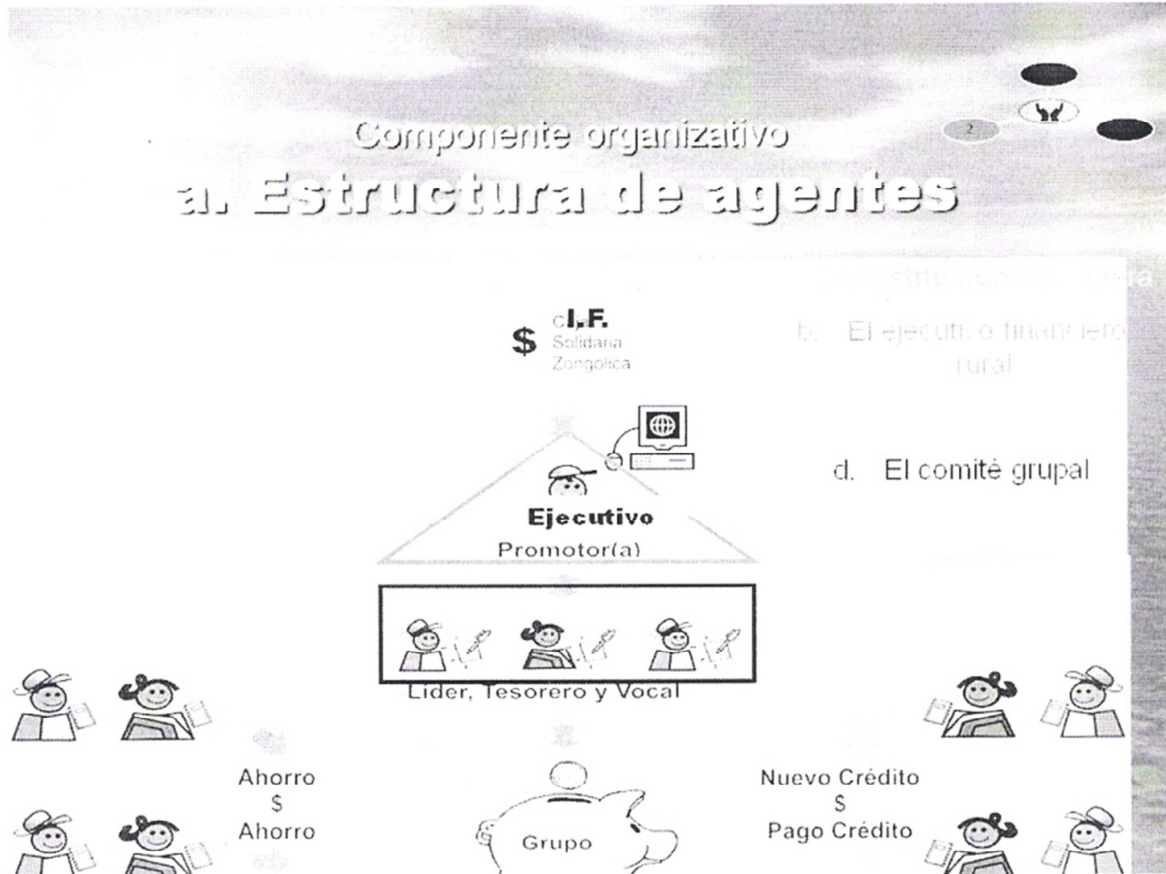 Componente organizativo
2
a. Estructura de agentes
$
I.F.
Solidaria
Zongolica
b. El ejecutivo financiero
rural
d. El comité grupal
Ejecutivo
Promotor(a)
Lider, Tesorero y Vocal
Ahorro
$
Ahorro
Grupo
Nuevo Crédito
$
Pago Crédito